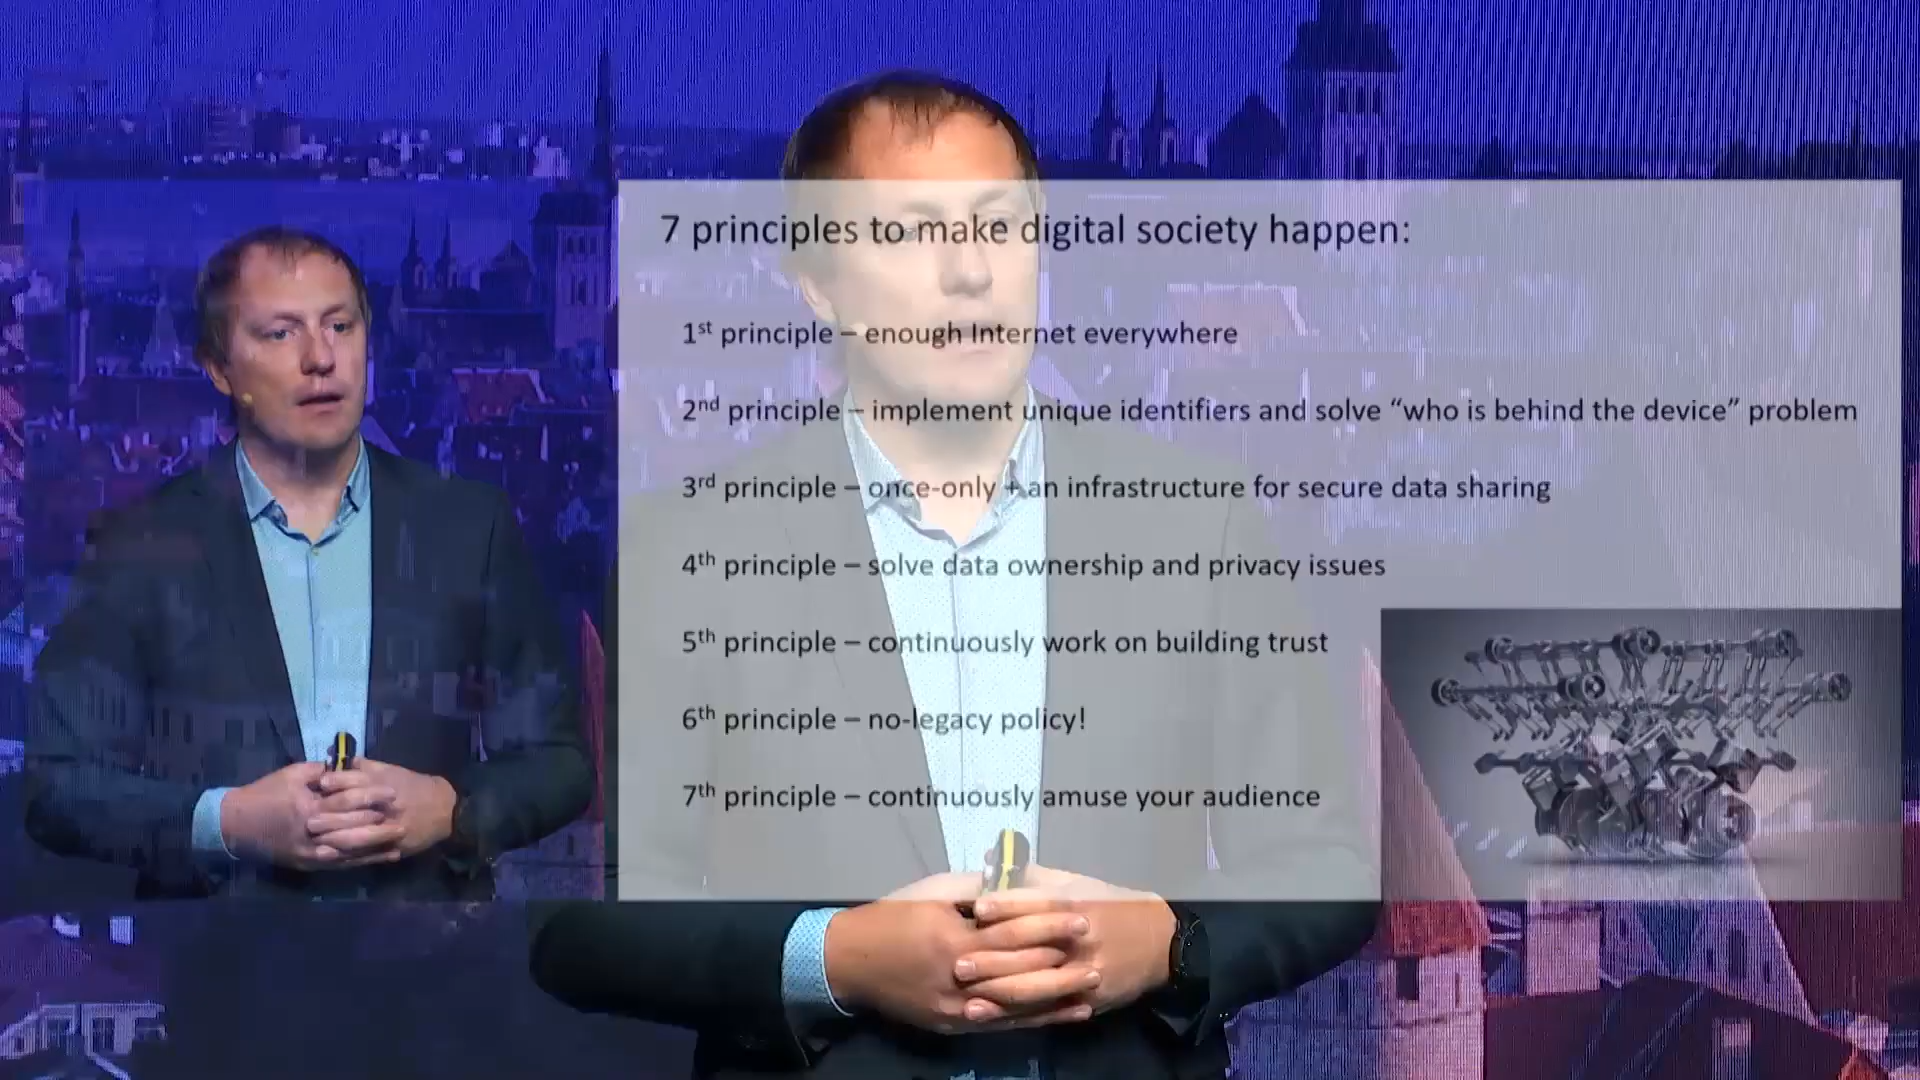 7 principles to make digital society happen:
1st principle – enough Internet everywhere
2nd principle – implement unique identifiers and solve “who is behind the device” problem
3rd principle – once-only + an infrastructure for secure data sharing
4th principle – solve data ownership and privacy issues
5th principle – continuously work on building trust
6th principle – no-legacy policy!
7th principle – continuously amuse your audience